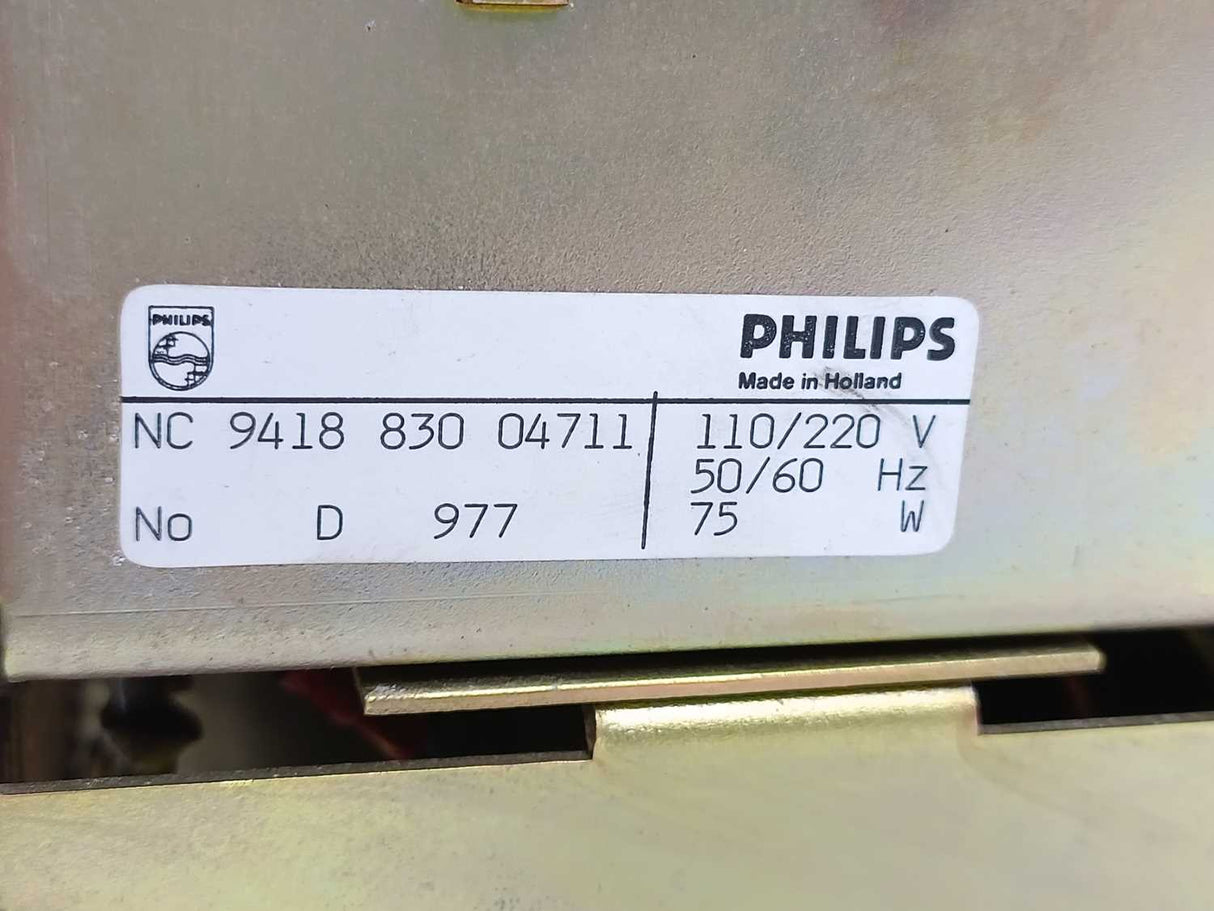 PHILIPS
PHILIPS
Made in Holland
NC 9418 830 04711
110/220 V
50/60 Hz
No D 977
75 W